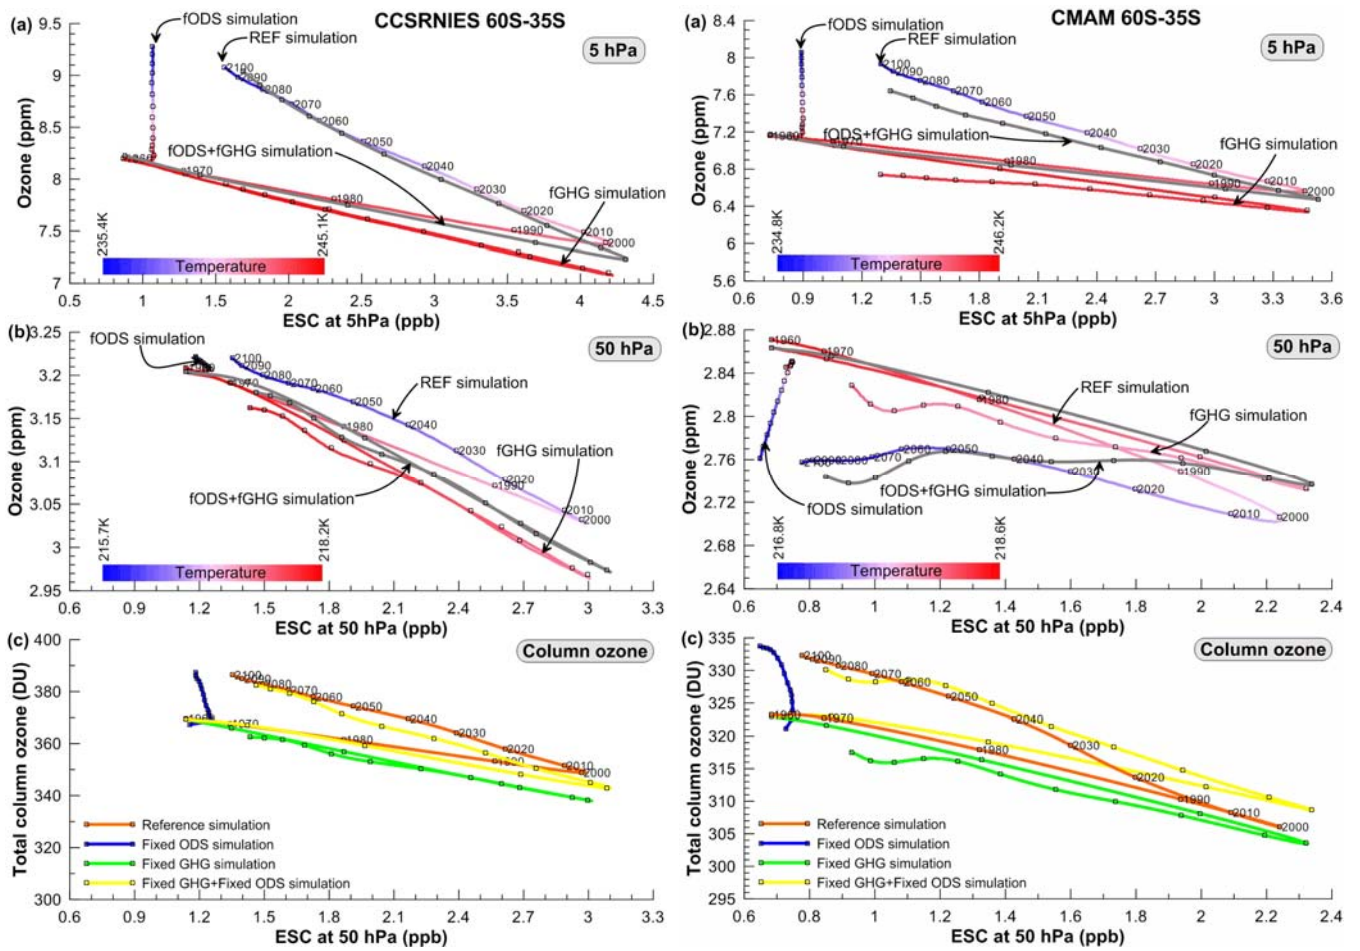 (a)
CCSRNIES 60S-35S
fODS simulation
REF simulation
5 hPa
9.5
9
8.5
8
7.5
7
Ozone (ppm)
2100
2090
2080
2070
2060
2050
2040
2030
2020
2010
2000
1990
1980
1970
1960
fODS+fGHG simulation
fGHG simulation
235.4K
Temperature
245.1K
0.5 1 1.5 2 2.5 3 3.5 4 4.5
ESC at 5hPa (ppb)
(b)
fODS simulation
50 hPa
3.25
3.2
3.15
3.1
3.05
3
2.95
Ozone (ppm)
2100
2090
2080
2070
2060
2050
2040
2030
2020
2010
2000
1990
1980
1970
1960
REF simulation
fGHG simulation
fODS+fGHG simulation
215.7K
Temperature
218.2K
0.6 0.9 1.2 1.5 1.8 2.1 2.4 2.7 3 3.3
ESC at 50 hPa (ppb)
(c)
Column ozone
400
380
360
340
320
300
Total column ozone (DU)
2100
2090
2080
2070
2060
2050
2040
2030
2020
2010
2000
1990
1980
1970
1960
Reference simulation
Fixed ODS simulation
Fixed GHG simulation
Fixed GHG+Fixed ODS simulation
0.6 0.9 1.2 1.5 1.8 2.1 2.4 2.7 3 3.3
ESC at 50 hPa (ppb)
(a)
CMAM 60S-35S
fODS simulation
REF simulation
5 hPa
8.4
8
7.6
7.2
6.8
6.4
6
5.6
Ozone (ppm)
2100
2090
2080
2070
2060
2050
2040
2030
2020
2010
2000
1990
1980
1970
1960
fODS+fGHG simulation
fGHG simulation
234.8K
Temperature
246.2K
0.6 0.9 1.2 1.5 1.8 2.1 2.4 2.7 3 3.3 3.6
ESC at 5hPa (ppb)
(b)
50 hPa
2.88
2.84
2.8
2.76
2.72
2.68
2.64
Ozone (ppm)
1960
1970
1980
1990
2000
2010
2020
2030
2040
2050
2060
2070
2080
2090
2100
REF simulation
fGHG simulation
fODS+fGHG simulation
fODS simulation
216.8K
Temperature
218.6K
0.6 0.8 1 1.2 1.4 1.6 1.8 2 2.2 2.4
ESC at 50 hPa (ppb)
(c)
Column ozone
335
330
325
320
315
310
305
300
295
Total column ozone (DU)
2100
2090
2080
2070
2060
2050
2040
2030
2020
2010
2000
1990
1980
1970
1960
Reference simulation
Fixed ODS simulation
Fixed GHG simulation
Fixed GHG+Fixed ODS simulation
0.6 0.8 1 1.2 1.4 1.6 1.8 2 2.2 2.4
ESC at 50 hPa (ppb)